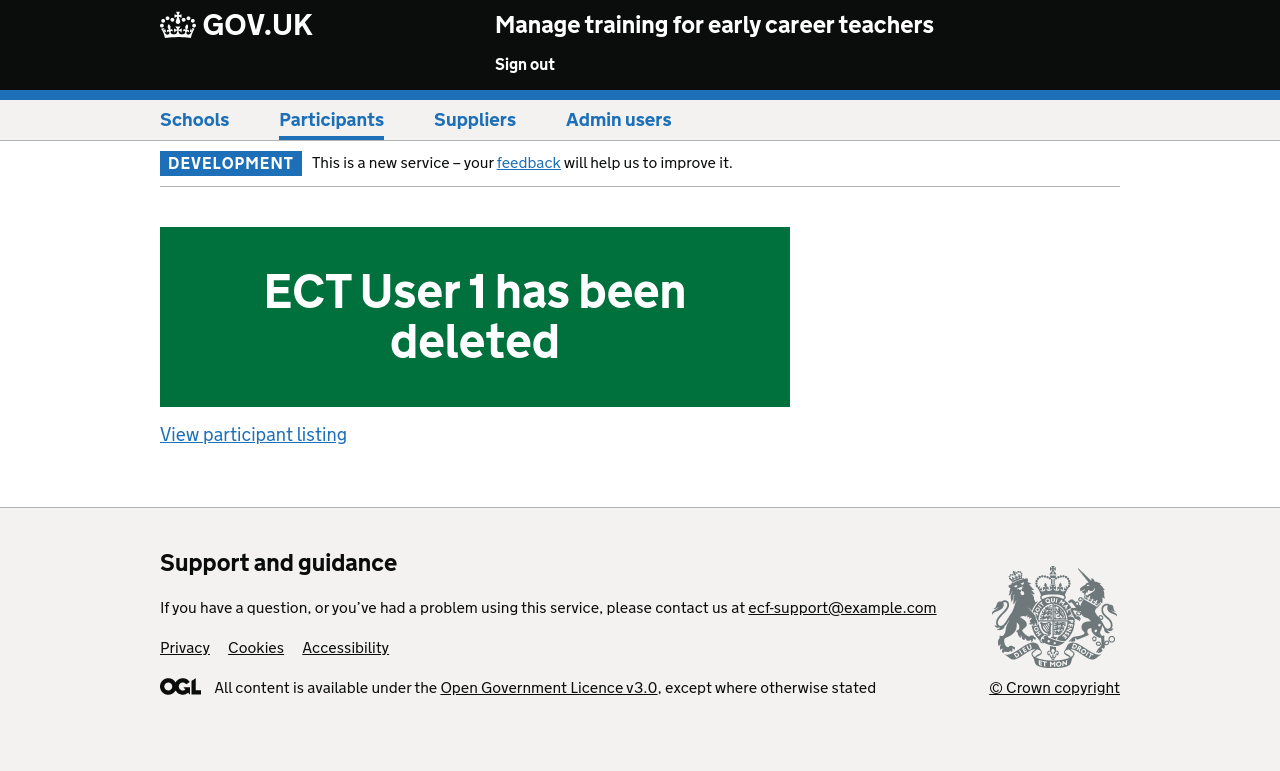 GOV.UK
Manage training for early career teachers
Sign out
Schools Participants Suppliers Admin users
DEVELOPMENT This is a new service – your feedback will help us to improve it.
ECT User 1 has been
deleted
View participant listing
Support and guidance
If you have a question, or you’ve had a problem using this service, please contact us at ecf-support@example.com
Privacy Cookies Accessibility
OGL All content is available under the Open Government Licence v3.0, except where otherwise stated
DIEU ET MON DROIT
© Crown copyright